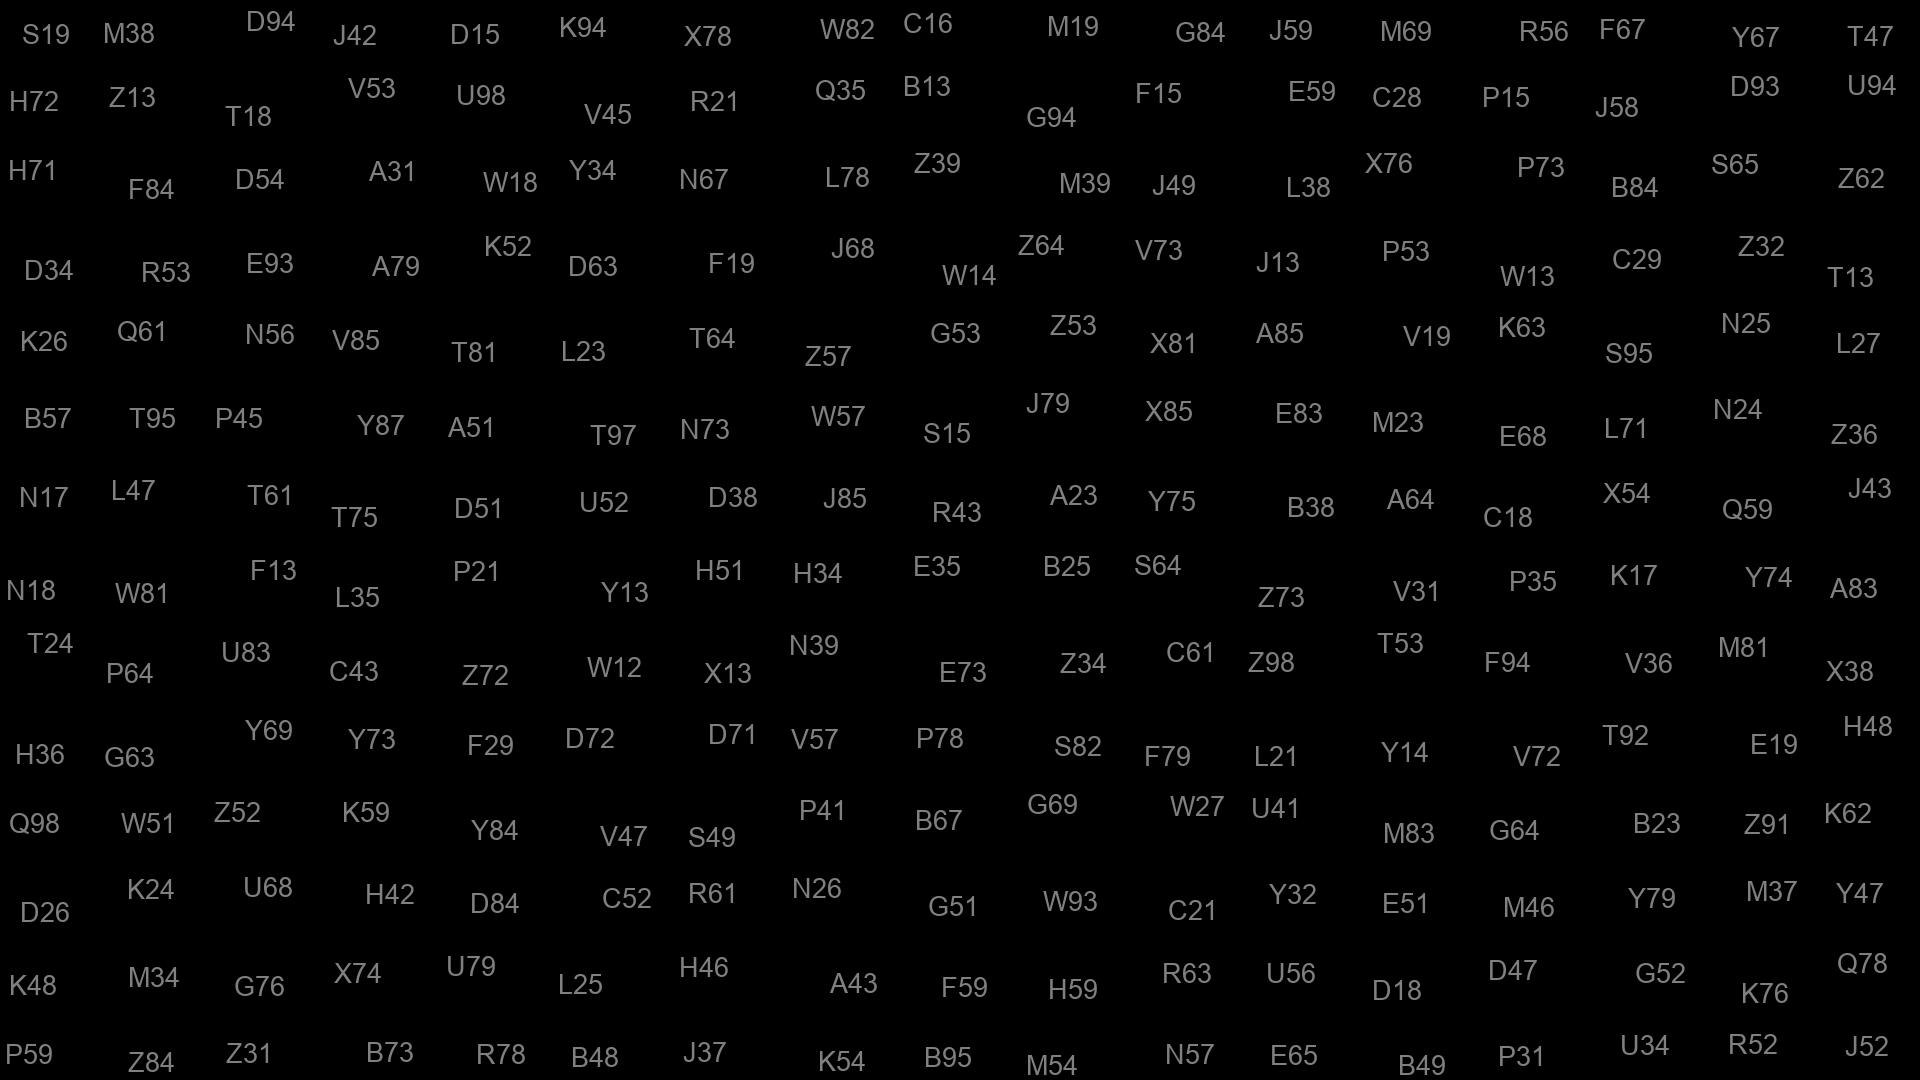 S19 M38 D94 J42 D15 K94 X78 W82 C16 M19 G84 J59 M69 R56 F67 Y67 T47
H72 Z13 T18 V53 U98 V45 R21 Q35 B13 G94 F15 E59 C28 P15 J58 D93 U94
H71 F84 D54 A31 W18 Y34 N67 L78 Z39 M39 J49 L38 X76 P73 B84 S65 Z62
D34 R53 E93 A79 K52 D63 F19 J68 W14 Z64 V73 J13 P53 W13 C29 Z32 T13
K26 Q61 N56 V85 T81 L23 T64 Z57 G53 Z53 X81 A85 V19 K63 S95 N25 L27
B57 T95 P45 Y87 A51 T97 N73 W57 S15 J79 X85 E83 M23 E68 L71 N24 Z36
N17 L47 T61 T75 D51 U52 D38 J85 R43 A23 Y75 B38 A64 C18 X54 Q59 J43
N18 W81 F13 L35 P21 Y13 H51 H34 E35 B25 S64 Z73 V31 P35 K17 Y74 A83
T24 P64 U83 C43 Z72 W12 X13 N39 E73 Z34 C61 Z98 T53 F94 V36 M81 X38
H36 G63 Y69 Y73 F29 D72 D71 V57 P78 S82 F79 L21 Y14 V72 T92 E19 H48
Q98 W51 Z52 K59 Y84 V47 S49 P41 B67 G69 W27 U41 M83 G64 B23 Z91 K62
D26 K24 U68 H42 D84 C52 R61 N26 G51 W93 C21 Y32 E51 M46 Y79 M37 Y47
K48 M34 G76 X74 U79 L25 H46 A43 F59 H59 R63 U56 D18 D47 G52 K76 Q78
P59 Z84 Z31 B73 R78 B48 J37 K54 B95 M54 N57 E65 B49 P31 U34 R52 J52